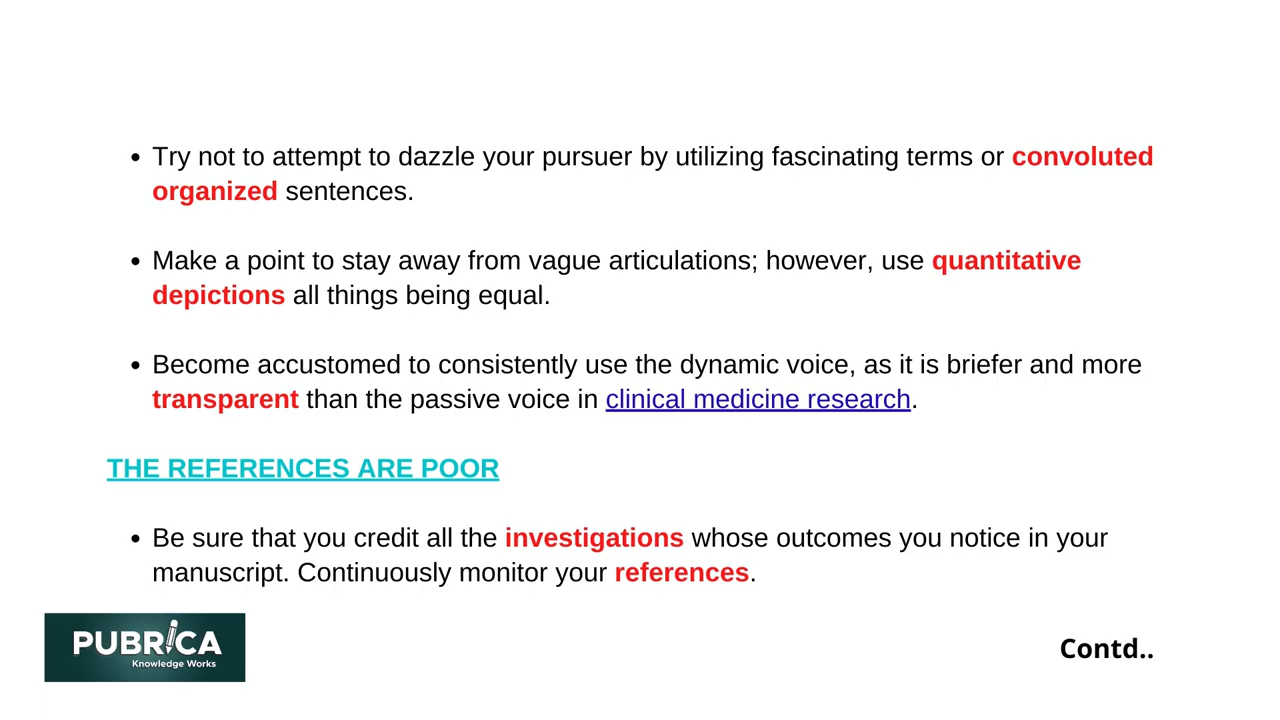 • Try not to attempt to dazzle your pursuer by utilizing fascinating terms or convoluted
organized sentences.
• Make a point to stay away from vague articulations; however, use quantitative
depictions all things being equal.
• Become accustomed to consistently use the dynamic voice, as it is briefer and more
transparent than the passive voice in clinical medicine research.
THE REFERENCES ARE POOR
• Be sure that you credit all the investigations whose outcomes you notice in your
manuscript. Continuously monitor your references.
PUBRICA
Knowledge Works
Contd..